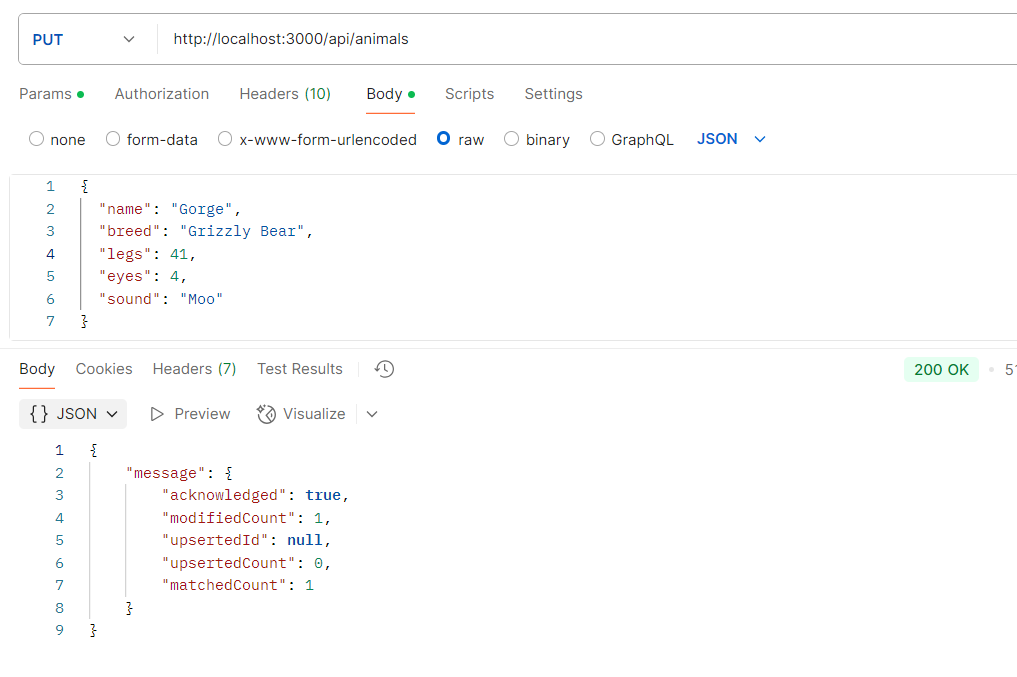 PUT http://localhost:3000/api/animals
Params Authorization Headers (10) Body Scripts Settings
none form-data x-www-form-urlencoded raw binary GraphQL JSON
1 {
2 "name": "Gorge",
3 "breed": "Grizzly Bear",
4 "legs": 41,
5 "eyes": 4,
6 "sound": "Moo"
7 }
Body Cookies Headers (7) Test Results 200 OK
{} JSON Preview Visualize
1 {
2 "message": {
3 "acknowledged": true,
4 "modifiedCount": 1,
5 "upsertedId": null,
6 "upsertedCount": 0,
7 "matchedCount": 1
8 }
9 }